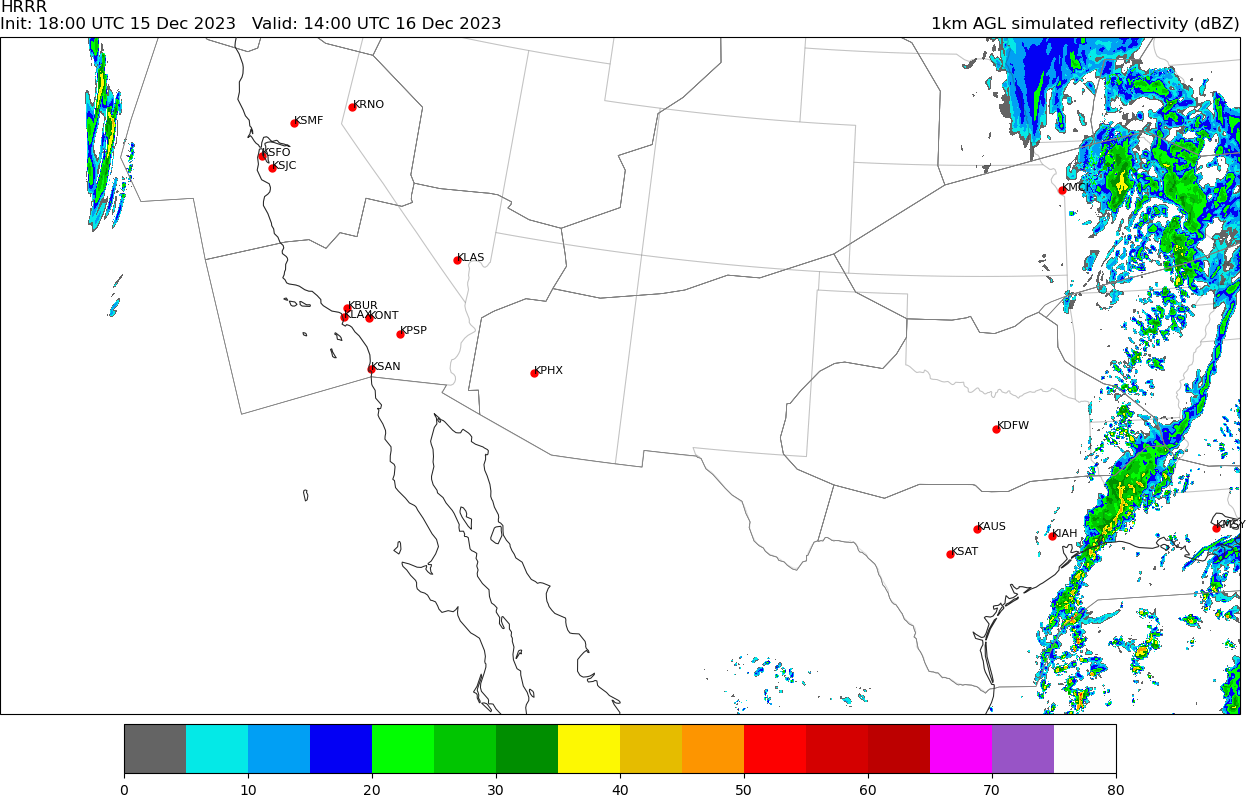 HRRR
Init: 18:00 UTC 15 Dec 2023   Valid: 14:00 UTC 16 Dec 2023
1km AGL simulated reflectivity (dBZ)
KRNO
KSMF
KSFO
KSJC
KMCI
KLAS
KBUR
KLAX
KONT
KPSP
KSAN
KPHX
KDFW
KAUS
KMSY
KIAH
KSAT
0 10 20 30 40 50 60 70 80